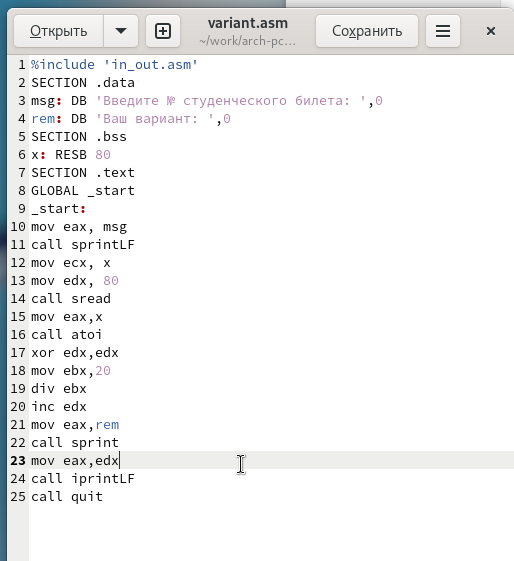 Открыть
variant.asm
~/work/arch-pc...
Сохранить
1 %include 'in_out.asm'
2 SECTION .data
3 msg: DB 'Введите № студенческого билета: ',0
4 rem: DB 'Ваш вариант: ',0
5 SECTION .bss
6 x: RESB 80
7 SECTION .text
8 GLOBAL _start
9 _start:
10 mov eax, msg
11 call sprintLF
12 mov ecx, x
13 mov edx, 80
14 call sread
15 mov eax,x
16 call atoi
17 xor edx,edx
18 mov ebx,20
19 div ebx
20 inc edx
21 mov eax,rem
22 call sprint
23 mov eax,edx
24 call iprintLF
25 call quit